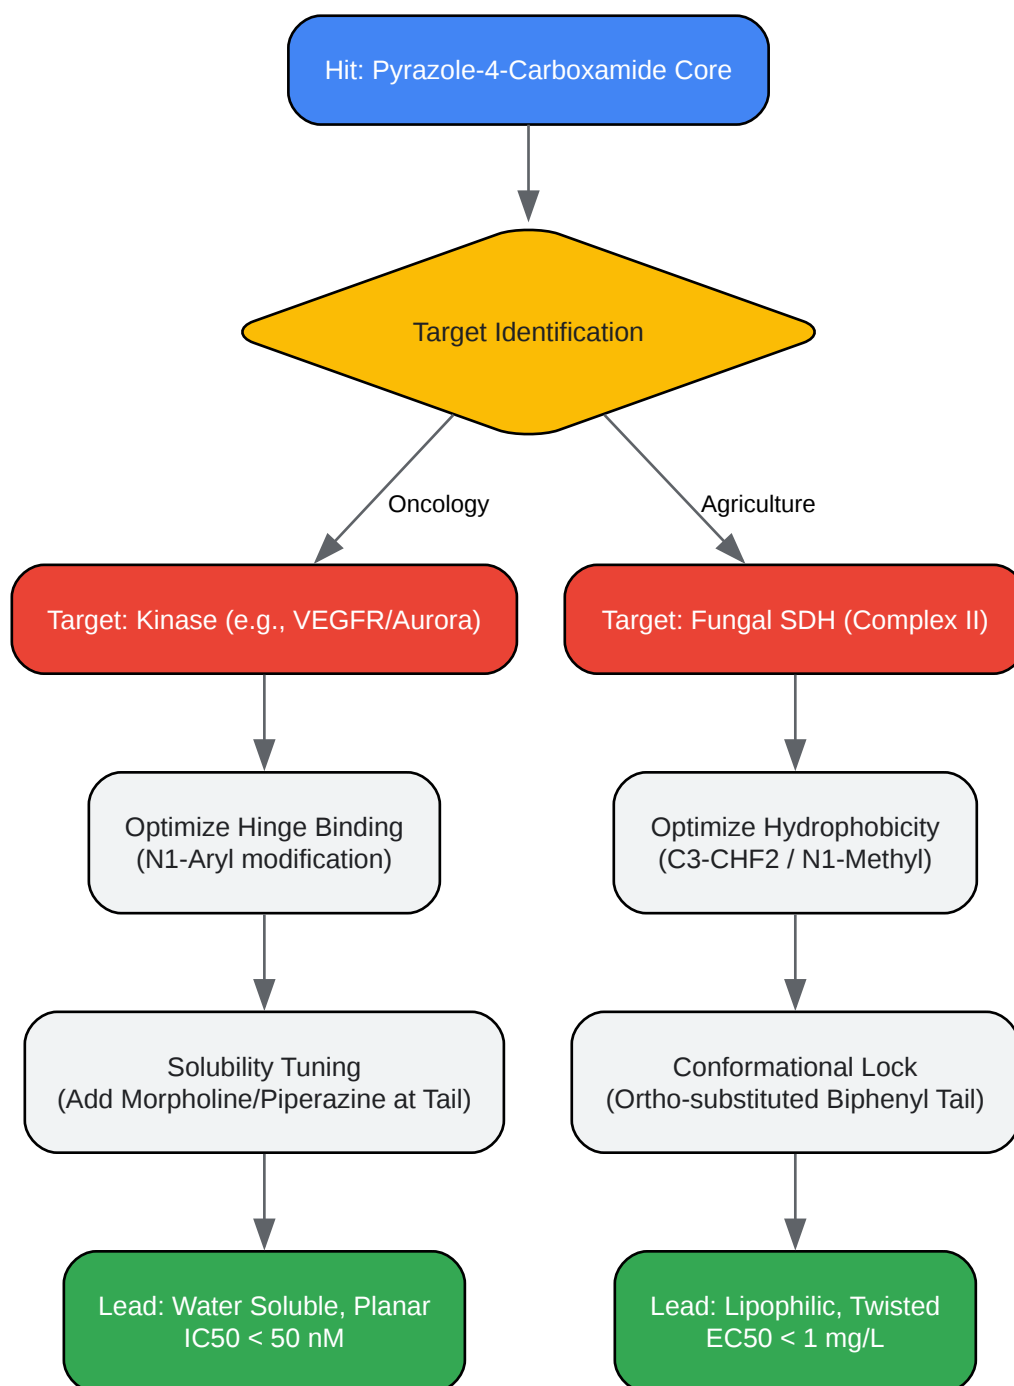 Hit: Pyrazole-4-Carboxamide Core
Target Identification
Oncology
Agriculture
Target: Kinase (e.g., VEGFR/Aurora)
Target: Fungal SDH (Complex II)
Optimize Hinge Binding
(N1-Aryl modification)
Optimize Hydrophobicity
(C3-CHF2 / N1-Methyl)
Solubility Tuning
(Add Morpholine/Piperazine at Tail)
Conformational Lock
(Ortho-substituted Biphenyl Tail)
Lead: Water Soluble, Planar
IC50 < 50 nM
Lead: Lipophilic, Twisted
EC50 < 1 mg/L